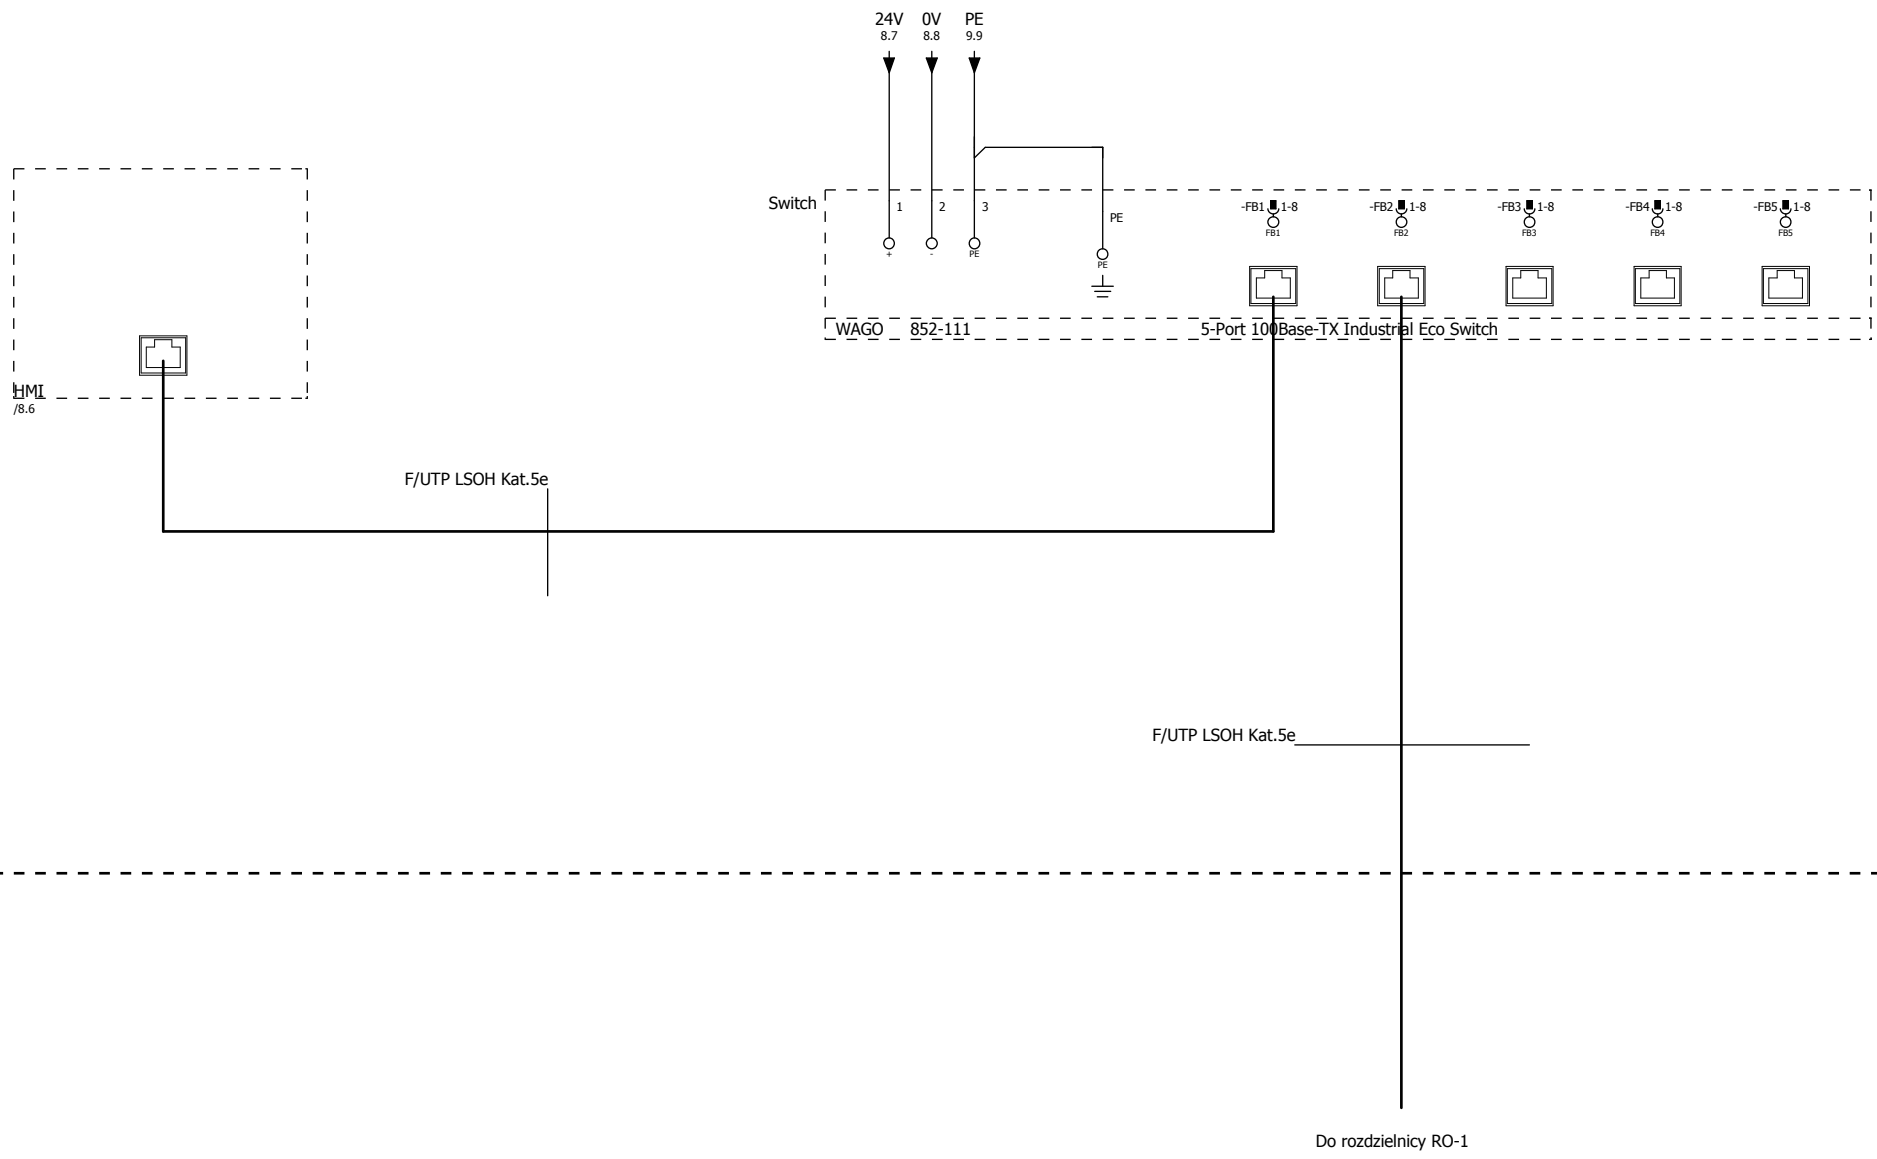 24V 0V PE
8.7 8.8 9.9
Switch
1 2 3 PE
-FB1 1-8 -FB2 1-8 -FB3 1-8 -FB4 1-8 -FB5 1-8
FB1 FB2 FB3 FB4 FB5
+ - PE PE
WAGO 852-111 5-Port 100Base-TX Industrial Eco Switch
HMI
/8.6
F/UTP LSOH Kat.5e
F/UTP LSOH Kat.5e
Do rozdzielnicy RO-1